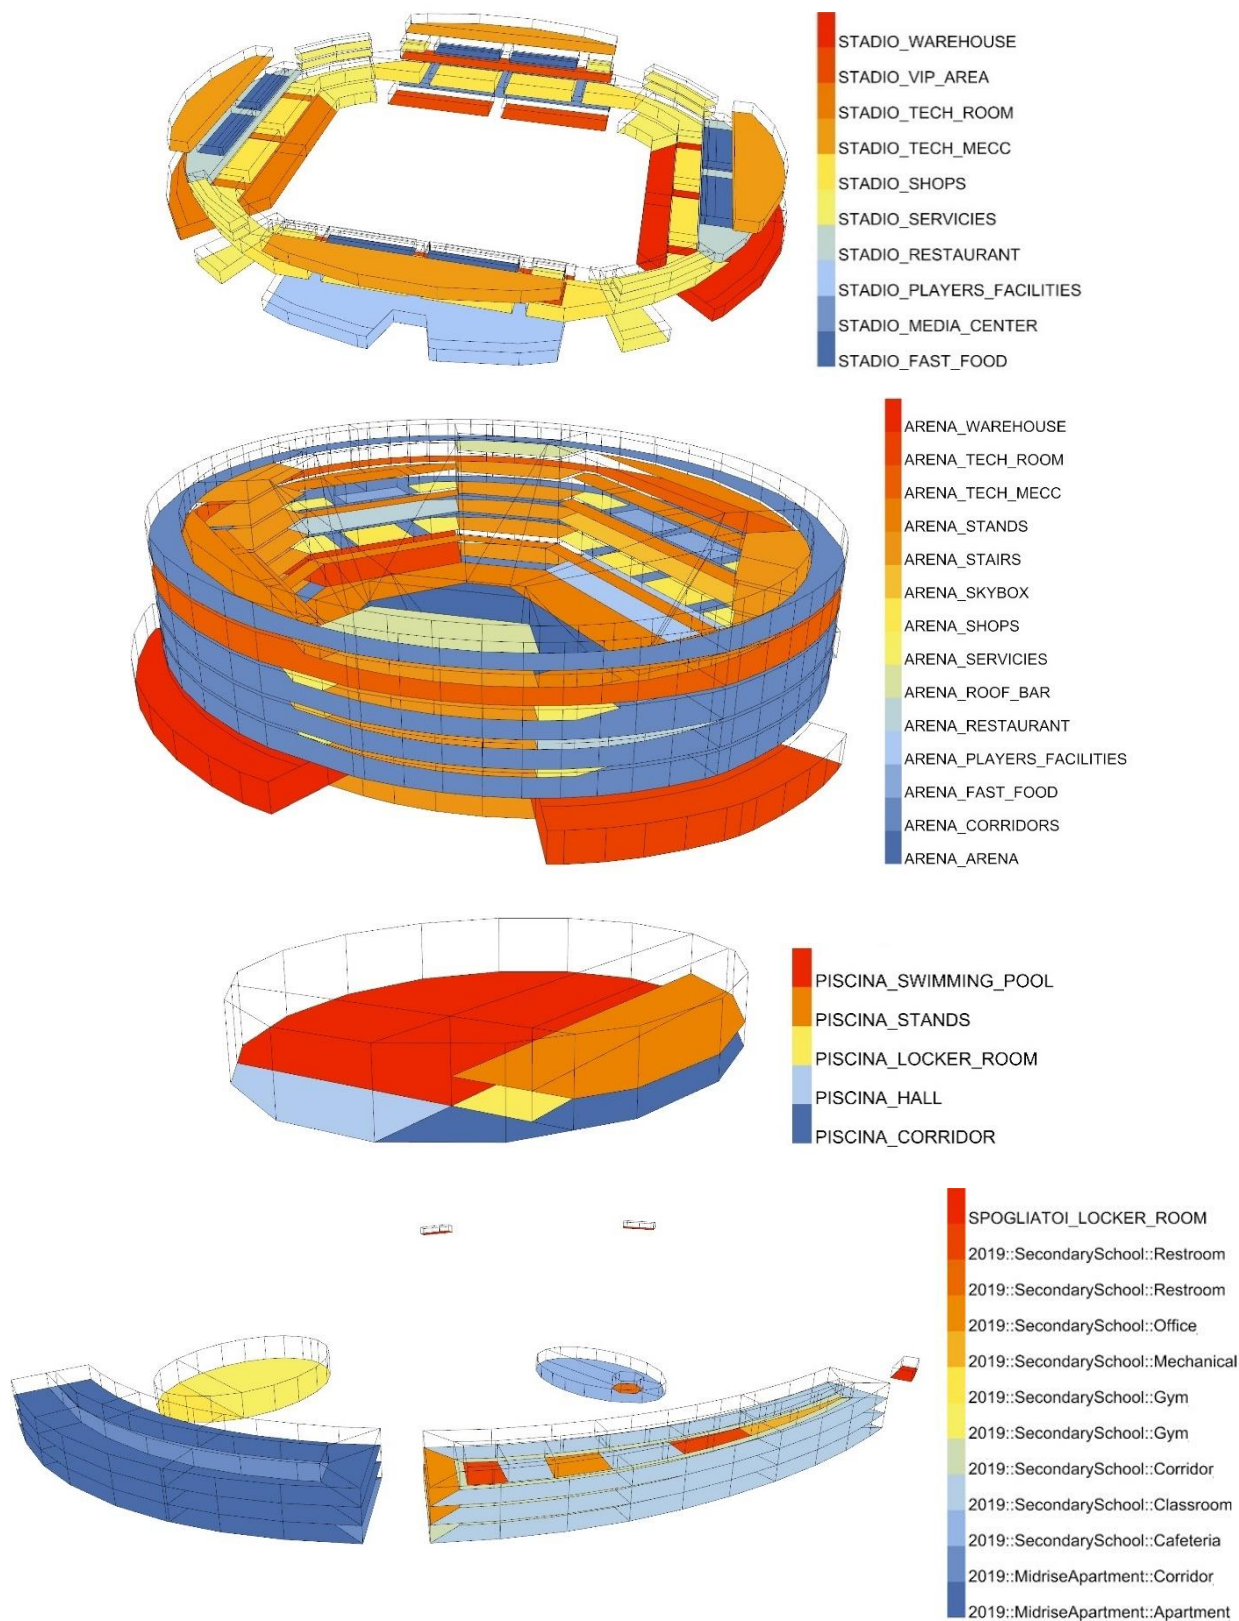 STADIO_WAREHOUSE
STADIO_VIP_AREA
STADIO_TECH_ROOM
STADIO_TECH_MECC
STADIO_SHOPS
STADIO_SERVICIES
STADIO_RESTAURANT
STADIO_PLAYERS_FACILITIES
STADIO_MEDIA_CENTER
STADIO_FAST_FOOD
ARENA_WAREHOUSE
ARENA_TECH_ROOM
ARENA_TECH_MECC
ARENA_STANDS
ARENA_STAIRS
ARENA_SKYBOX
ARENA_SHOPS
ARENA_SERVICIES
ARENA_ROOF_BAR
ARENA_RESTAURANT
ARENA_PLAYERS_FACILITIES
ARENA_FAST_FOOD
ARENA_CORRIDORS
ARENA_ARENA
PISCINA_SWIMMING_POOL
PISCINA_STANDS
PISCINA_LOCKER_ROOM
PISCINA_HALL
PISCINA_CORRIDOR
SPOGLIATOI_LOCKER_ROOM
2019::SecondarySchool::Restroom
2019::SecondarySchool::Restroom
2019::SecondarySchool::Office
2019::SecondarySchool::Mechanical
2019::SecondarySchool::Gym
2019::SecondarySchool::Gym
2019::SecondarySchool::Corridor
2019::SecondarySchool::Classroom
2019::SecondarySchool::Cafeteria
2019::MidriseApartment::Corridor
2019::MidriseApartment::Apartment